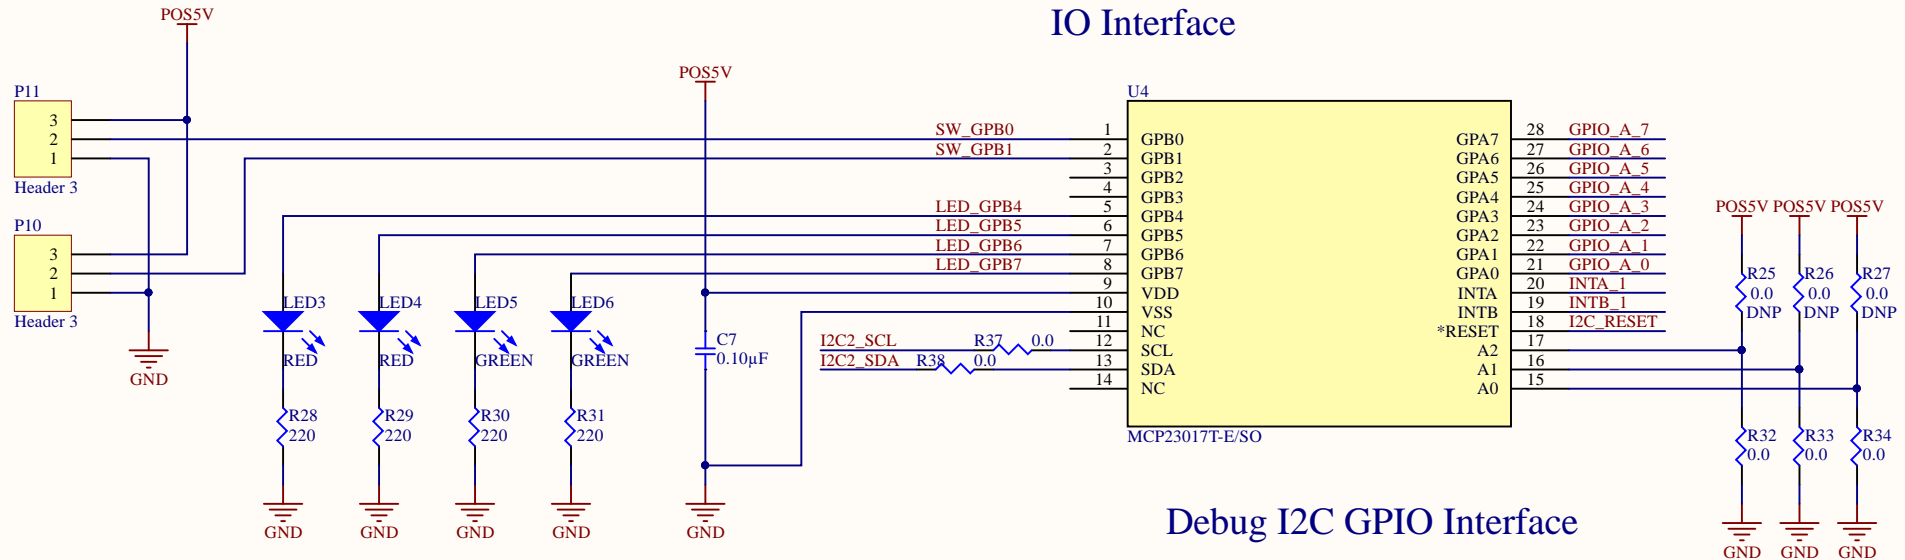 IO Interface
POS5V
P11
3
2
1
Header 3
P10
3
2
1
Header 3
GND
LED3
RED
R28
220
GND
LED4
RED
R29
220
GND
LED5
GREEN
R30
220
GND
LED6
GREEN
R31
220
GND
POS5V
C7
0.10µF
GND
SW_GPB0
SW_GPB1
LED_GPB4
LED_GPB5
LED_GPB6
LED_GPB7
I2C2_SCL R37 0.0
I2C2_SDA R38 0.0
U4
1 GPB0
2 GPB1
3 GPB2
4 GPB3
5 GPB4
6 GPB5
7 GPB6
8 GPB7
9 VDD
10 VSS
11 NC
12 SCL
13 SDA
14 NC
GPA7 28 GPIO_A_7
GPA6 27 GPIO_A_6
GPA5 26 GPIO_A_5
GPA4 25 GPIO_A_4
GPA3 24 GPIO_A_3
GPA2 23 GPIO_A_2
GPA1 22 GPIO_A_1
GPA0 21 GPIO_A_0
INTA 20 INTA_1
INTB 19 INTB_1
*RESET 18 I2C_RESET
A2 17
A1 16
A0 15
MCP23017T-E/SO
POS5V POS5V POS5V
R25
0.0
DNP
R26
0.0
DNP
R27
0.0
DNP
R32
0.0
R33
0.0
R34
0.0
GND GND GND
Debug I2C GPIO Interface